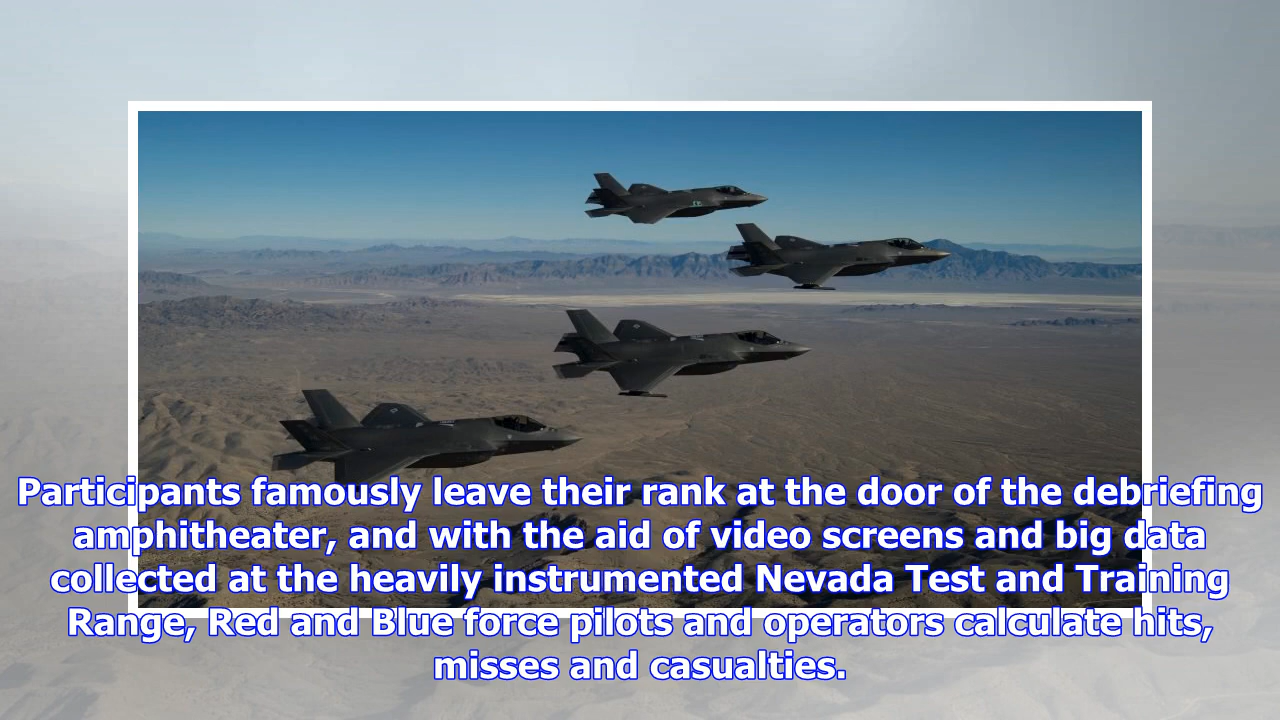 Participants famously leave their rank at the door of the debriefing
amphitheater, and with the aid of video screens and big data
collected at the heavily instrumented Nevada Test and Training
Range, Red and Blue force pilots and operators calculate hits,
misses and casualties.